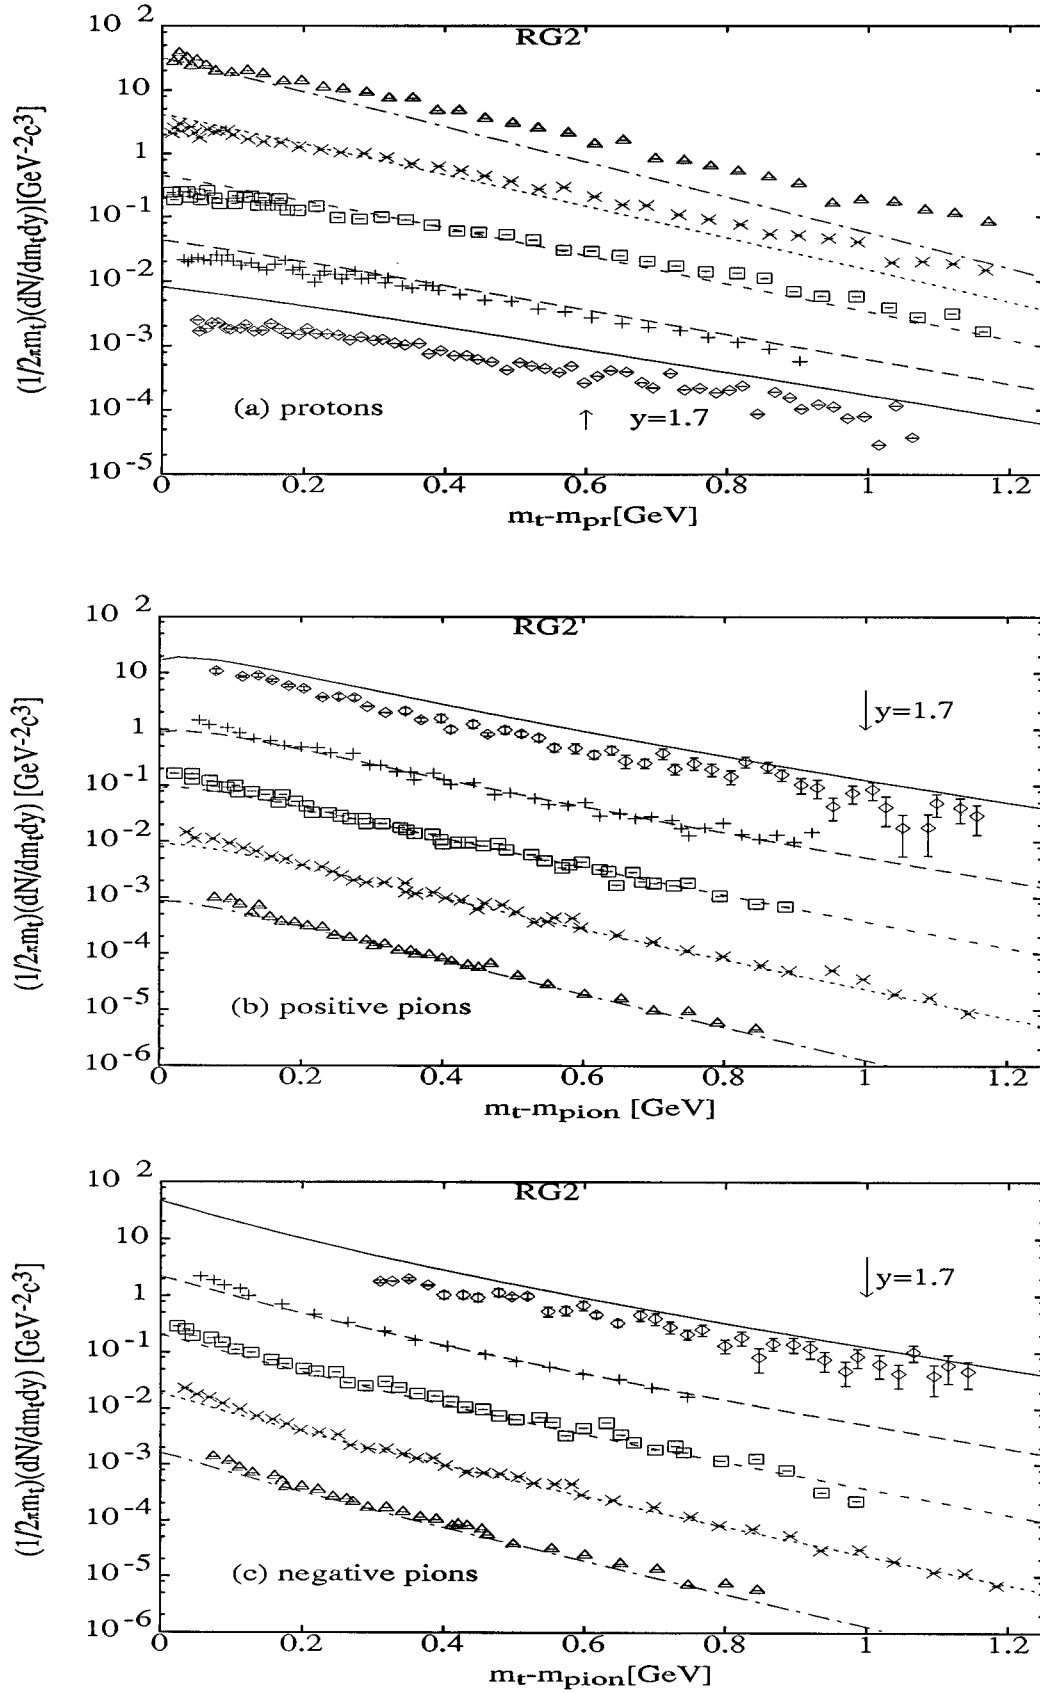 RG2
10 2
10
1
10 -1
10 -2
10 -3
10 -4
10 -5
(1/2πmt)(dN/dmtdy)[GeV-2c3]
(a) protons
↑ y=1.7
0 0.2 0.4 0.6 0.8 1 1.2
mt-mpr[GeV]
RG2
10 2
10
1
10 -1
10 -2
10 -3
10 -4
10 -5
10 -6
(1/2πmt)(dN/dmtdy) [GeV-2c3]
↓ y=1.7
(b) positive pions
0 0.2 0.4 0.6 0.8 1 1.2
mt-mpion [GeV]
RG2
10 2
10
1
10 -1
10 -2
10 -3
10 -4
10 -5
10 -6
(1/2πmt)(dN/dmtdy) [GeV-2c3]
↓ y=1.7
(c) negative pions
0 0.2 0.4 0.6 0.8 1 1.2
mt-mpion[GeV]